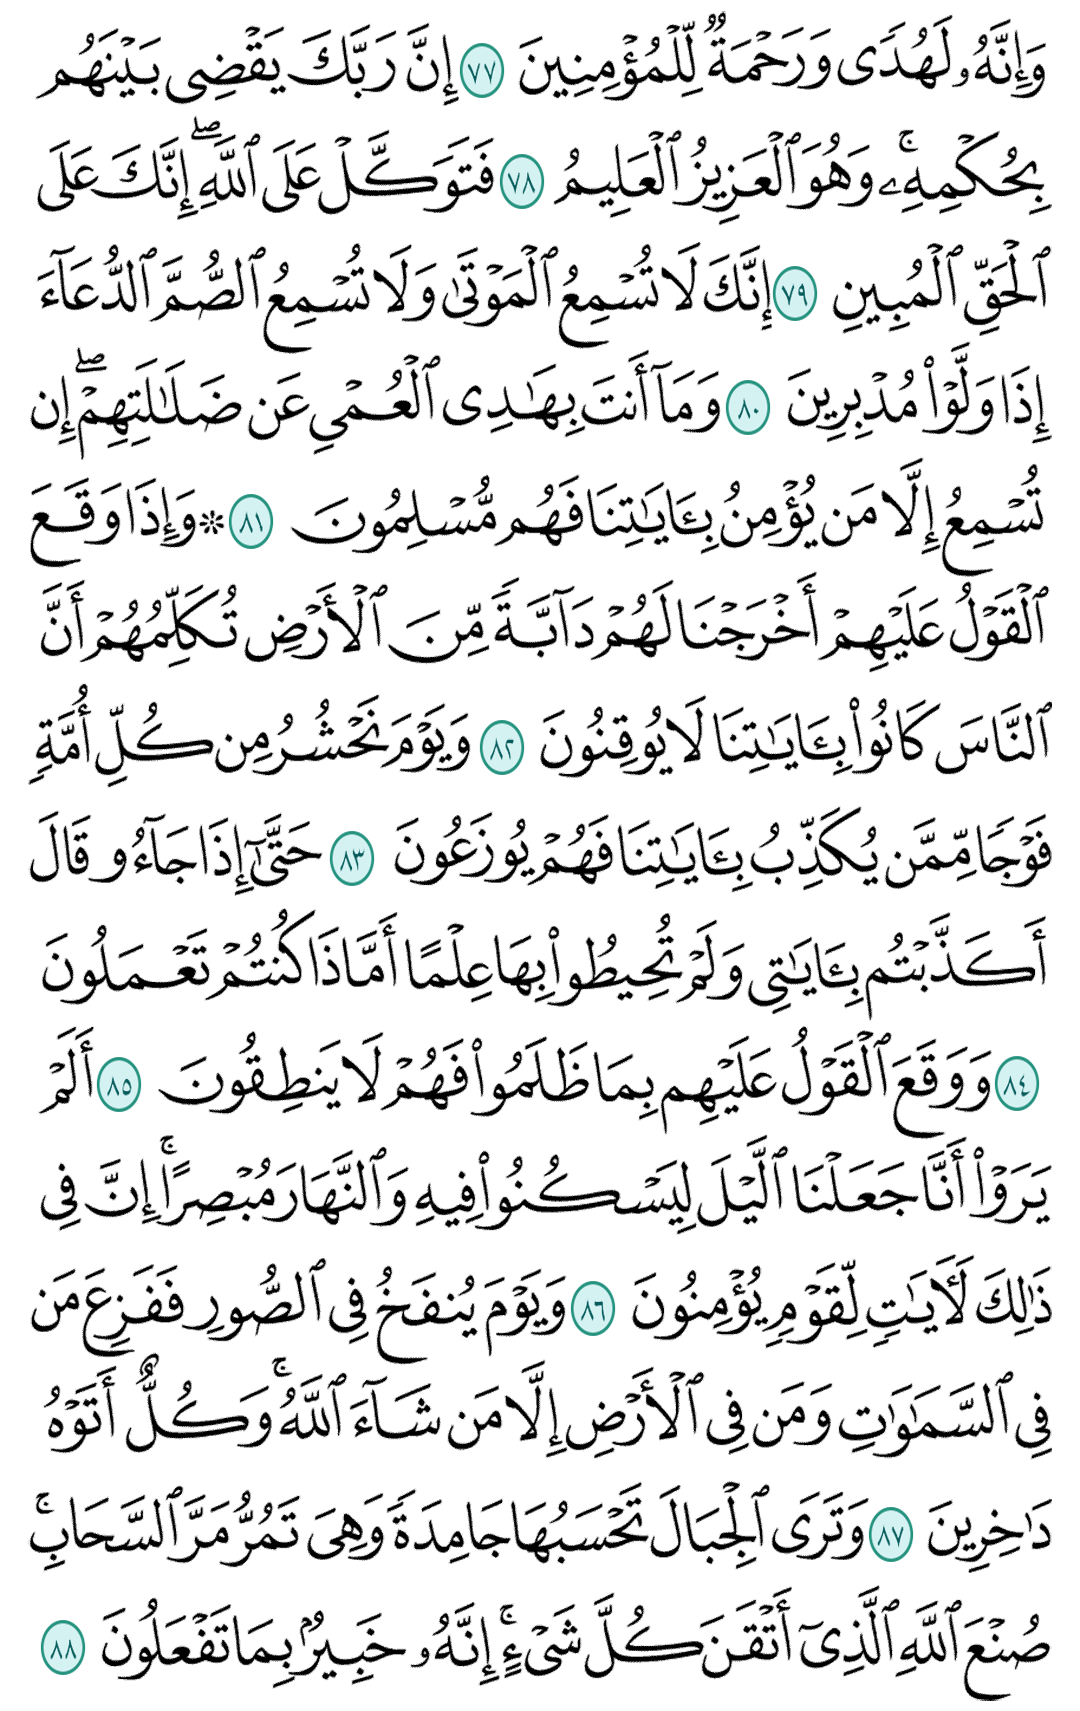 وَإِنَّهُۥ لَهُدٗى وَرَحۡمَةٞ لِّلۡمُؤۡمِنِينَ ٧٧ إِنَّ رَبَّكَ يَقۡضِي بَيۡنَهُم
بِحُكۡمِهِۦۚ وَهُوَ ٱلۡعَزِيزُ ٱلۡعَلِيمُ ٧٨ فَتَوَكَّلۡ عَلَى ٱللَّهِۖ إِنَّكَ عَلَى
ٱلۡحَقِّ ٱلۡمُبِينِ ٧٩ إِنَّكَ لَا تُسۡمِعُ ٱلۡمَوۡتَىٰ وَلَا تُسۡمِعُ ٱلصُّمَّ ٱلدُّعَآءَ
إِذَا وَلَّوۡاْ مُدۡبِرِينَ ٨٠ وَمَآ أَنتَ بِهَٰدِي ٱلۡعُمۡيِ عَن ضَلَٰلَتِهِمۡۖ إِن
تُسۡمِعُ إِلَّا مَن يُؤۡمِنُ بِـَٔايَٰتِنَا فَهُم مُّسۡلِمُونَ ٨١ ۞وَإِذَا وَقَعَ
ٱلۡقَوۡلُ عَلَيۡهِمۡ أَخۡرَجۡنَا لَهُمۡ دَآبَّةٗ مِّنَ ٱلۡأَرۡضِ تُكَلِّمُهُمۡ أَنَّ
ٱلنَّاسَ كَانُواْ بِـَٔايَٰتِنَا لَا يُوقِنُونَ ٨٢ وَيَوۡمَ نَحۡشُرُ مِن كُلِّ أُمَّةٖ
فَوۡجٗا مِّمَّن يُكَذِّبُ بِـَٔايَٰتِنَا فَهُمۡ يُوزَعُونَ ٨٣ حَتَّىٰٓ إِذَا جَآءُو قَالَ
أَكَذَّبۡتُم بِـَٔايَٰتِي وَلَمۡ تُحِيطُواْ بِهَا عِلۡمًا أَمَّاذَا كُنتُمۡ تَعۡمَلُونَ
٨٤ وَوَقَعَ ٱلۡقَوۡلُ عَلَيۡهِم بِمَا ظَلَمُواْ فَهُمۡ لَا يَنطِقُونَ ٨٥ أَلَمۡ
يَرَوۡاْ أَنَّا جَعَلۡنَا ٱلَّيۡلَ لِيَسۡكُنُواْ فِيهِ وَٱلنَّهَارَ مُبۡصِرًاۚ إِنَّ فِي
ذَٰلِكَ لَأٓيَٰتٖ لِّقَوۡمٖ يُؤۡمِنُونَ ٨٦ وَيَوۡمَ يُنفَخُ فِي ٱلصُّورِ فَفَزِعَ مَن
فِي ٱلسَّمَٰوَٰتِ وَمَن فِي ٱلۡأَرۡضِ إِلَّا مَن شَآءَ ٱللَّهُۚ وَكُلٌّ أَتَوۡهُ
دَٰخِرِينَ ٨٧ وَتَرَى ٱلۡجِبَالَ تَحۡسَبُهَا جَامِدَةٗ وَهِيَ تَمُرُّ مَرَّ ٱلسَّحَابِۚ
صُنۡعَ ٱللَّهِ ٱلَّذِيٓ أَتۡقَنَ كُلَّ شَيۡءٍۚ إِنَّهُۥ خَبِيرُۢ بِمَا تَفۡعَلُونَ ٨٨